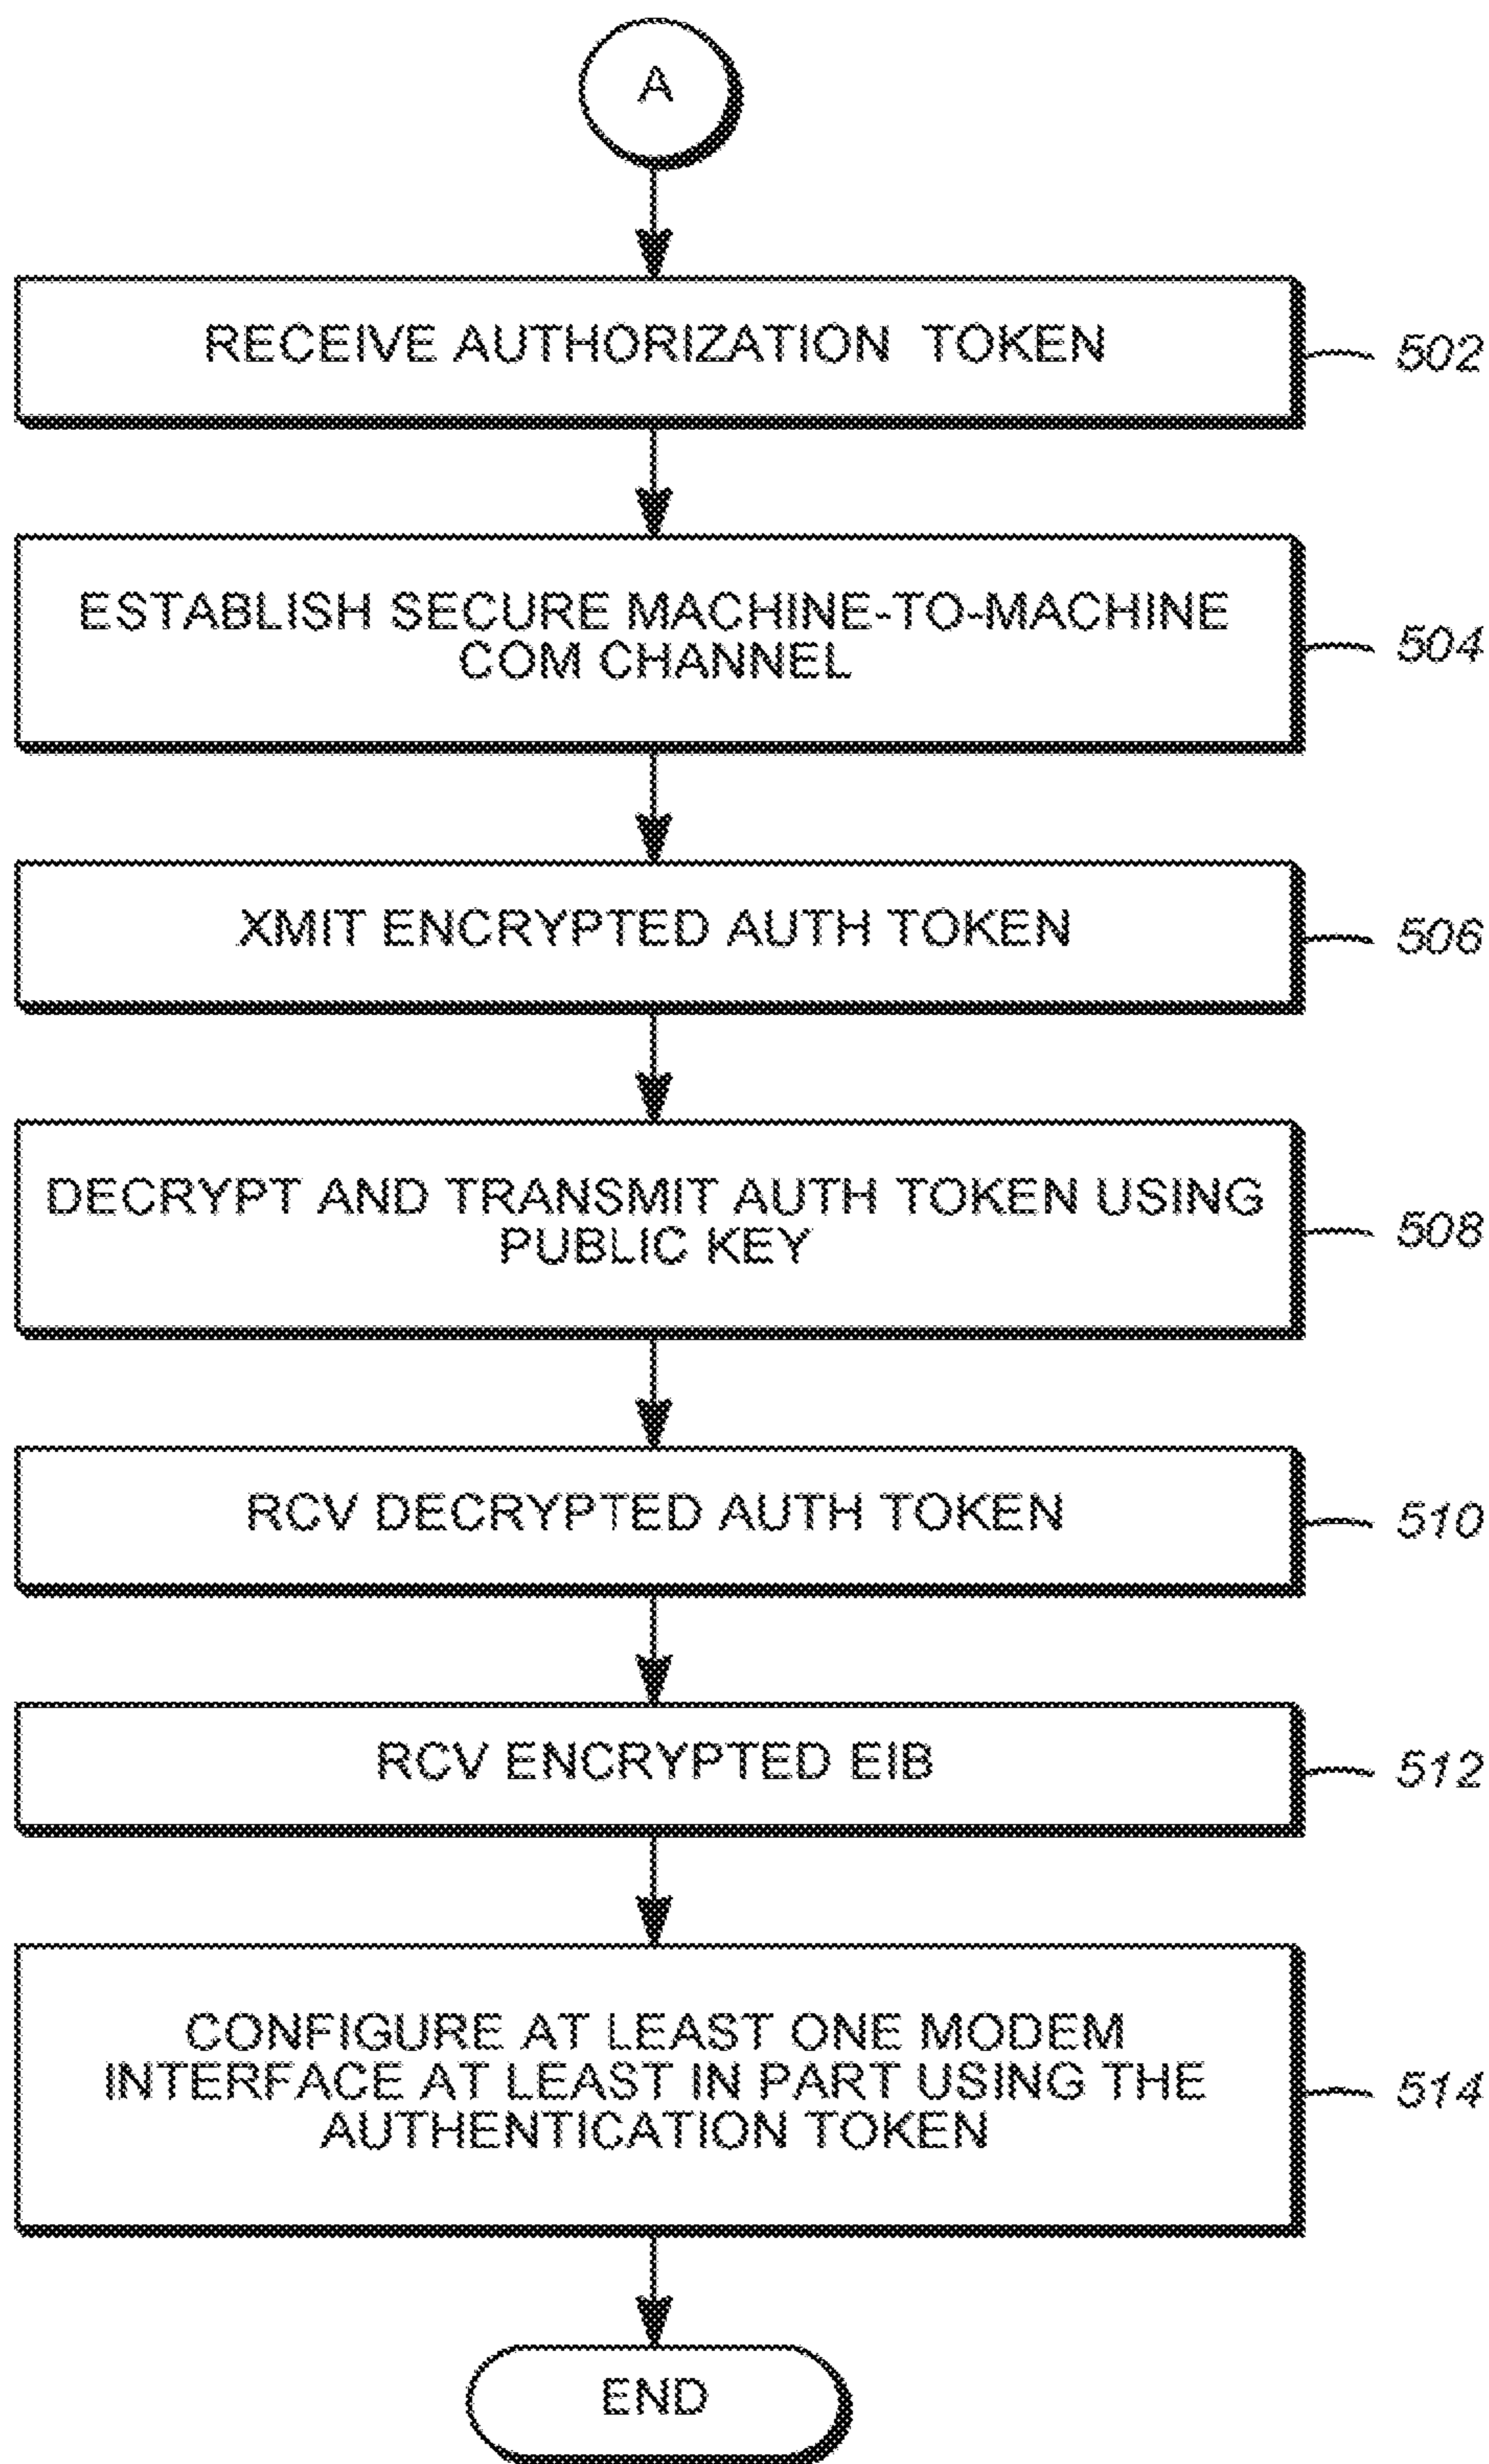 A
RECEIVE AUTHORIZATION TOKEN
502
ESTABLISH SECURE MACHINE-TO-MACHINE
COM CHANNEL
504
XMIT ENCRYPTED AUTH TOKEN
506
DECRYPT AND TRANSMIT AUTH TOKEN USING
PUBLIC KEY
508
RCV DECRYPTED AUTH TOKEN
510
RCV ENCRYPTED EIB
512
CONFIGURE AT LEAST ONE MODEM
INTERFACE AT LEAST IN PART USING THE
AUTHENTICATION TOKEN
514
END